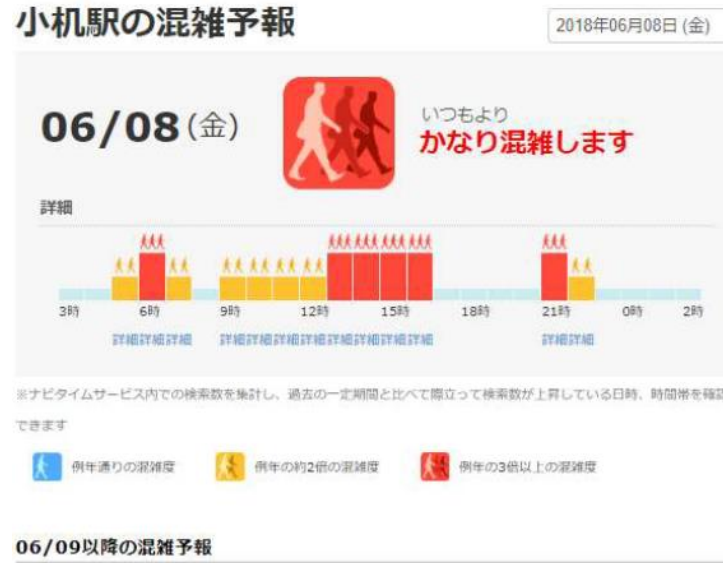 小机駅の混雑予報
2018年06月08日 (金)
06/08 (金)
いつもより
かなり混雑します
詳細
3時 6時 9時 12時 15時 18時 21時 0時 2時
詳細詳細詳細 詳細詳細詳細詳細詳細詳細詳細詳細 詳細詳細
※ナビタイムサービス内での検索数を集計し、過去の一定期間と比べて際立って検索数が上昇している日時、時間帯を確認
できます
例年通りの混雑度 例年の約2倍の混雑度 例年の3倍以上の混雑度
06/09以降の混雑予報